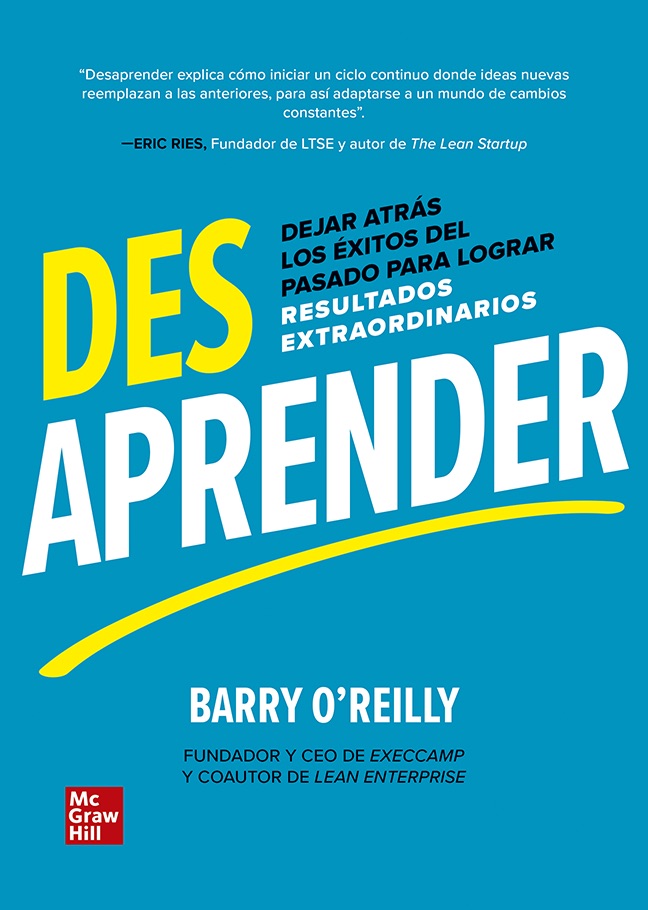 “Desaprender explica cómo iniciar un ciclo continuo donde ideas nuevas
reemplazan a las anteriores, para así adaptarse a un mundo de cambios
constantes”.
—ERIC RIES, Fundador de LTSE y autor de The Lean Startup
DES
DEJAR ATRÁS
LOS ÉXITOS DEL
PASADO PARA LOGRAR
RESULTADOS
EXTRAORDINARIOS
APRENDER
BARRY O’REILLY
FUNDADOR Y CEO DE EXECCAMP
Y COAUTOR DE LEAN ENTERPRISE
Mc
Graw
Hill